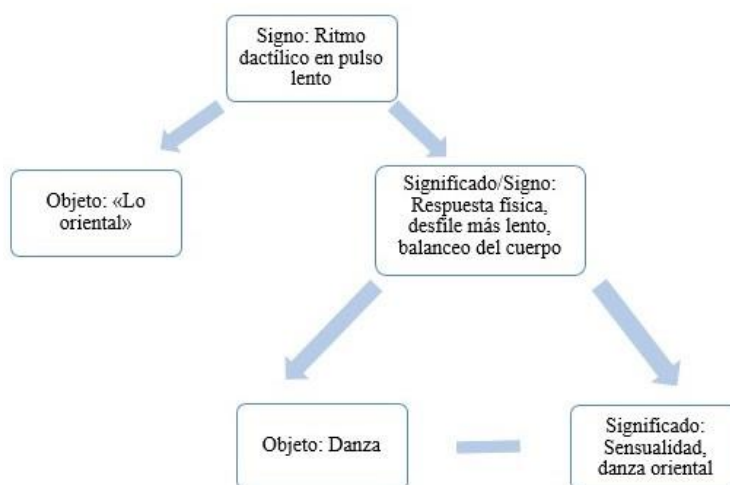 Signo: Ritmo
dactílico en pulso
lento
Objeto: «Lo
oriental»
Significado/Signo:
Respuesta física,
desfile más lento,
balanceo del cuerpo
Objeto: Danza
Significado:
Sensualidad,
danza oriental